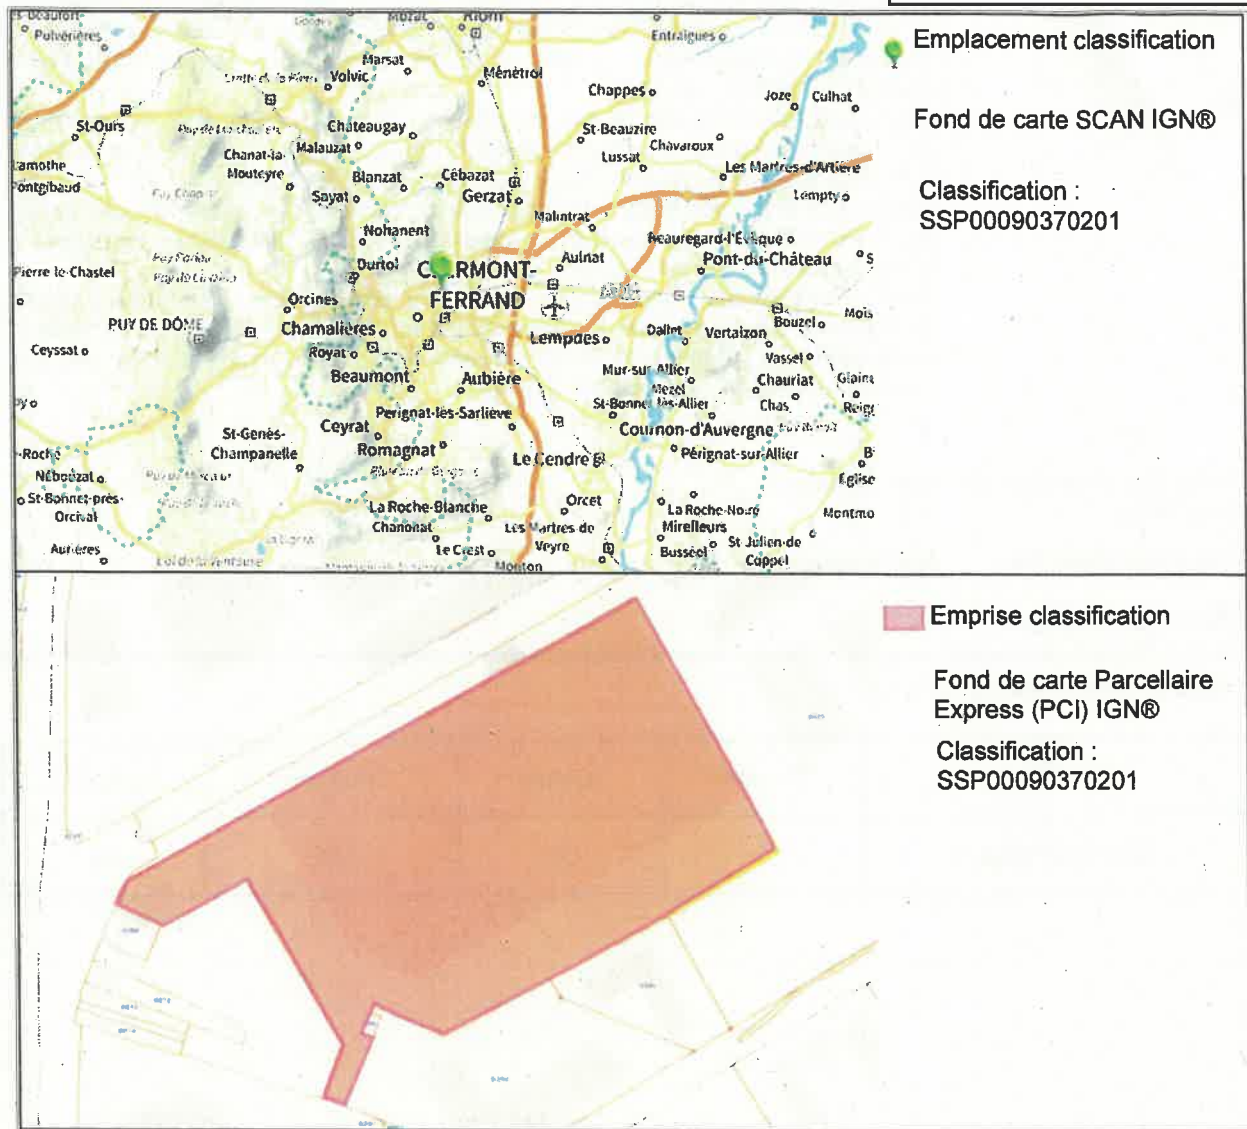 Emplacement classification
Fond de carte SCAN IGN®
Classification :
SSP00090370201
Pulvérières
Marsat
Volvic
Ménétrol
Entraigues
Chappes
Joze
Culhat
St-Ours
Châteaugay
Malauzat
St-Beauzire
Chavaroux
Lussat
Chanat-la-
Mouteyre
Blanzat
Cébazat
Les Martres-d'Artière
Sayat
Gerzat
Lempty
Pontgibaud
Malintrat
Nohanent
Beauregard-l'Évêque
Durtol
Aulnat
Pont-du-Château
CLERMONT-
FERRAND
Orcines
PUY DE DÔME
Chamalières
Lempdes
Dallet
Vertaizon
Bouzel
Ceyssat
Royat
Vassel
Beaumont
Aubière
Mur-sur-Allier
Mezel
Chauriat
Chas
Pérignat-lès-Sarliève
St-Bonnet-lès-Allier
Ceyrat
Cournon-d'Auvergne
St-Genès-
Champanelle
Romagnat
Le Cendre
Pérignat-sur-Allier
Nébouzat
St-Bonnet-près-
Orcival
La Roche-Blanche
Orcet
La Roche-Noire
Chanonat
Les Martres de
Veyre
Mirefleurs
Aurières
Le Crest
Busséol
St Julien-de
Coppel
Monton
Emprise classification
Fond de carte Parcellaire
Express (PCI) IGN®
Classification :
SSP00090370201